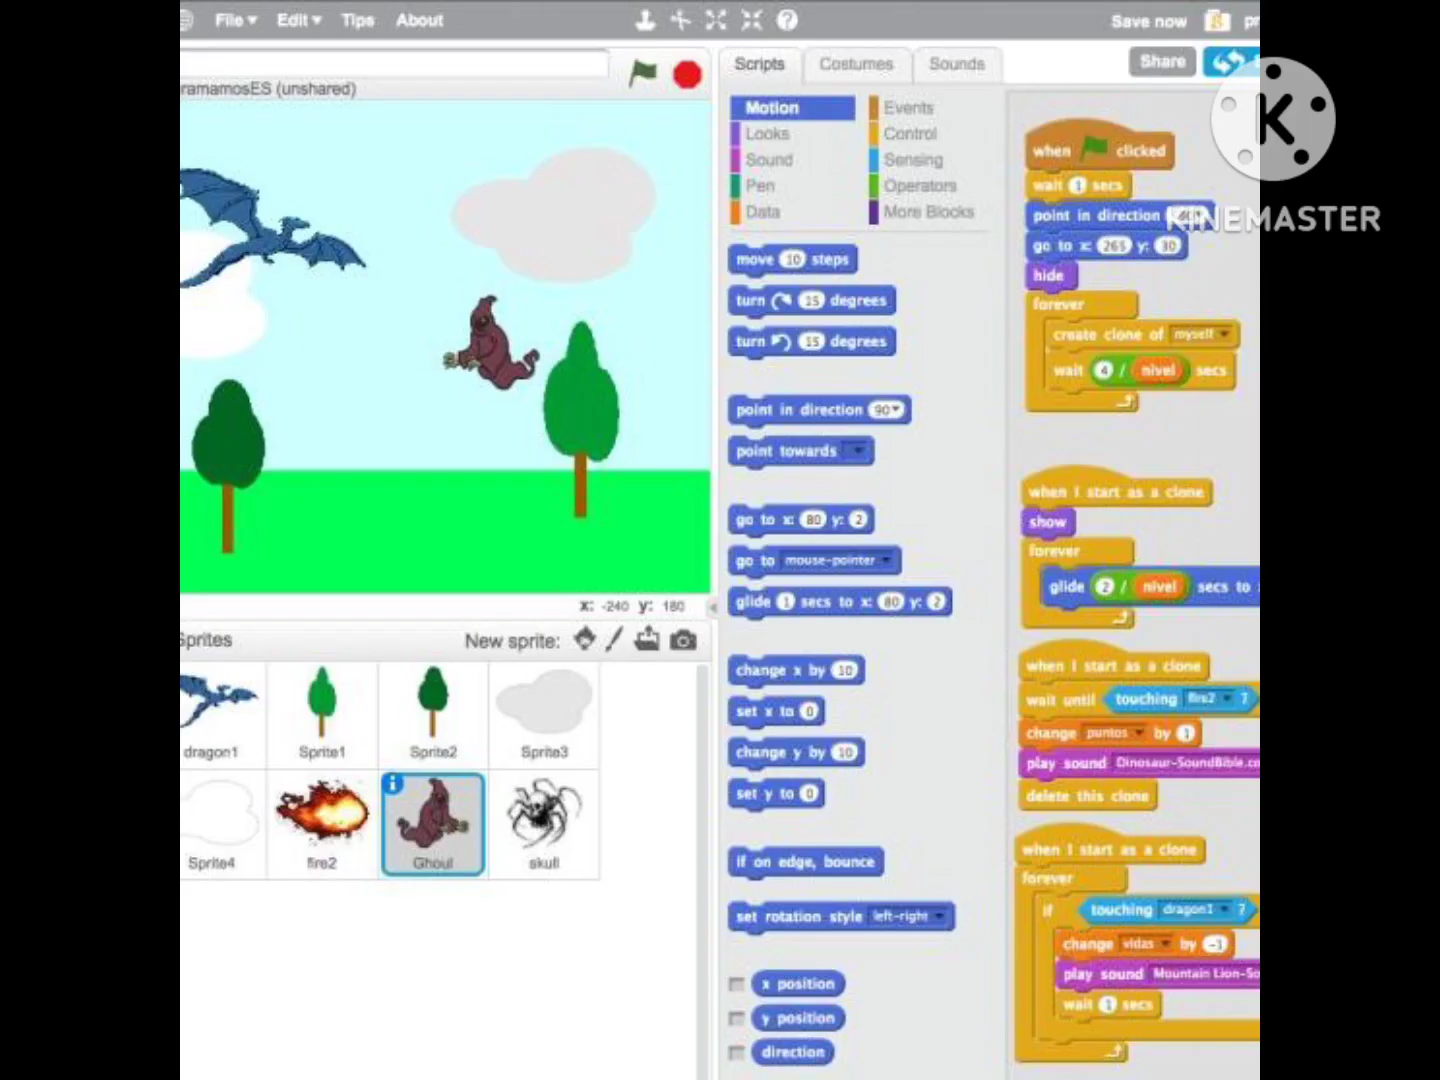 File Edit Tips About
Save now
ramamosES (unshared)
Scripts Costumes Sounds
Share
Motion Events
Looks Control
Sound Sensing
Pen Operators
Data More Blocks
KINEMASTER
move 10 steps
turn 15 degrees
turn 15 degrees
point in direction 90
point towards
go to x: 80 y: 2
go to mouse-pointer
glide 1 secs to x: 80 y: 2
change x by 10
set x to 0
change y by 10
set y to 0
if on edge, bounce
set rotation style left-right
x position
y position
direction
when clicked
wait 1 secs
point in direction
go to x: 265 y: 30
hide
forever
create clone of myself
wait 4 / nivel secs
when I start as a clone
show
forever
glide 2 / nivel secs to
when I start as a clone
wait until touching fire2 ?
change puntos by 1
play sound Dinosaur-SoundBible.co
delete this clone
when I start as a clone
forever
if touching dragon1 ?
change vidas by -1
play sound Mountain Lion-So
wait 1 secs
x: -240 y: 180
Sprites New sprite:
dragon1 Sprite1 Sprite2 Sprite3
Sprite4 fire2 Ghoul skull